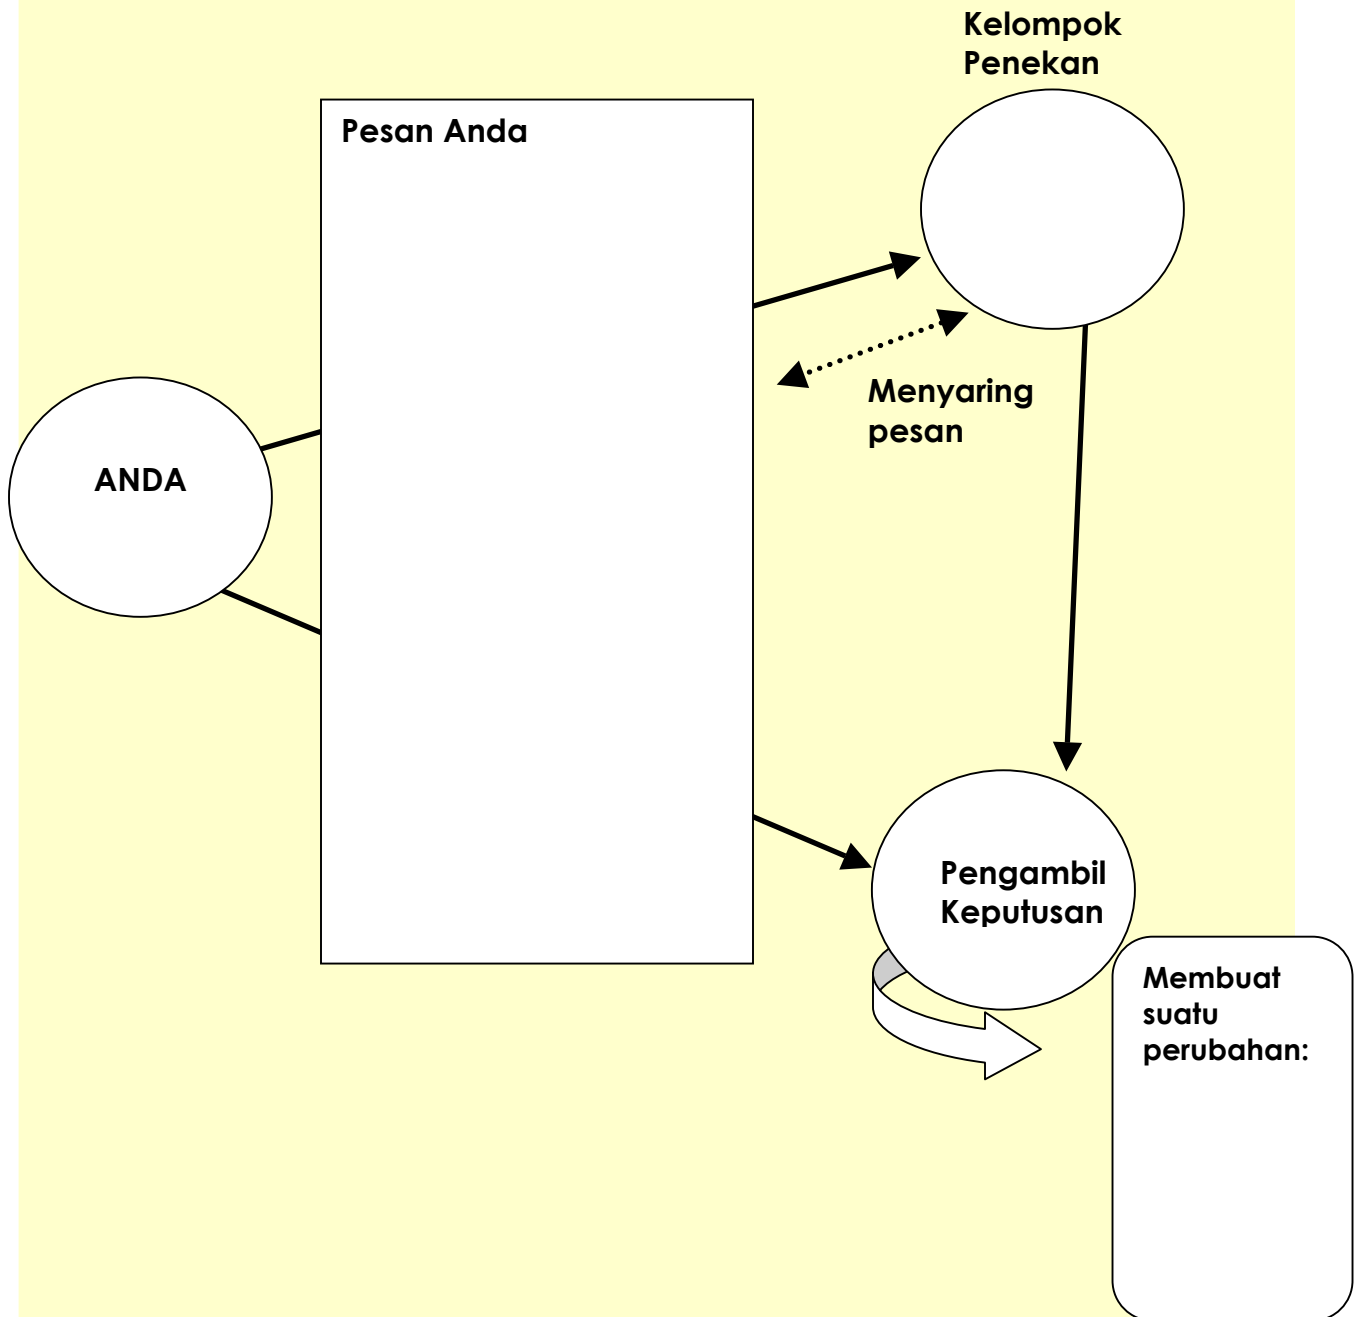 Kelompok
Penekan
Pesan Anda
Menyaring
pesan
ANDA
Pengambil
Keputusan
Membuat
suatu
perubahan: